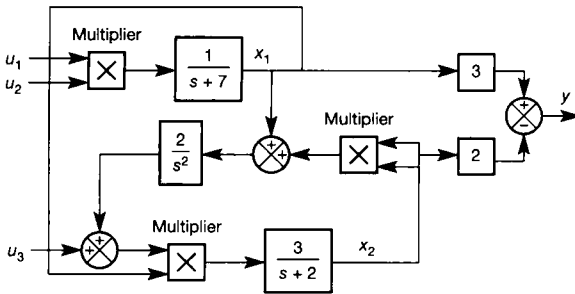 Multiplier
u₁
u₂
×
1
s + 7
x₁
3
y
+
−
Multiplier
2
s²
+
+
×
2
Multiplier
u₃
+
+
×
3
s + 2
x₂